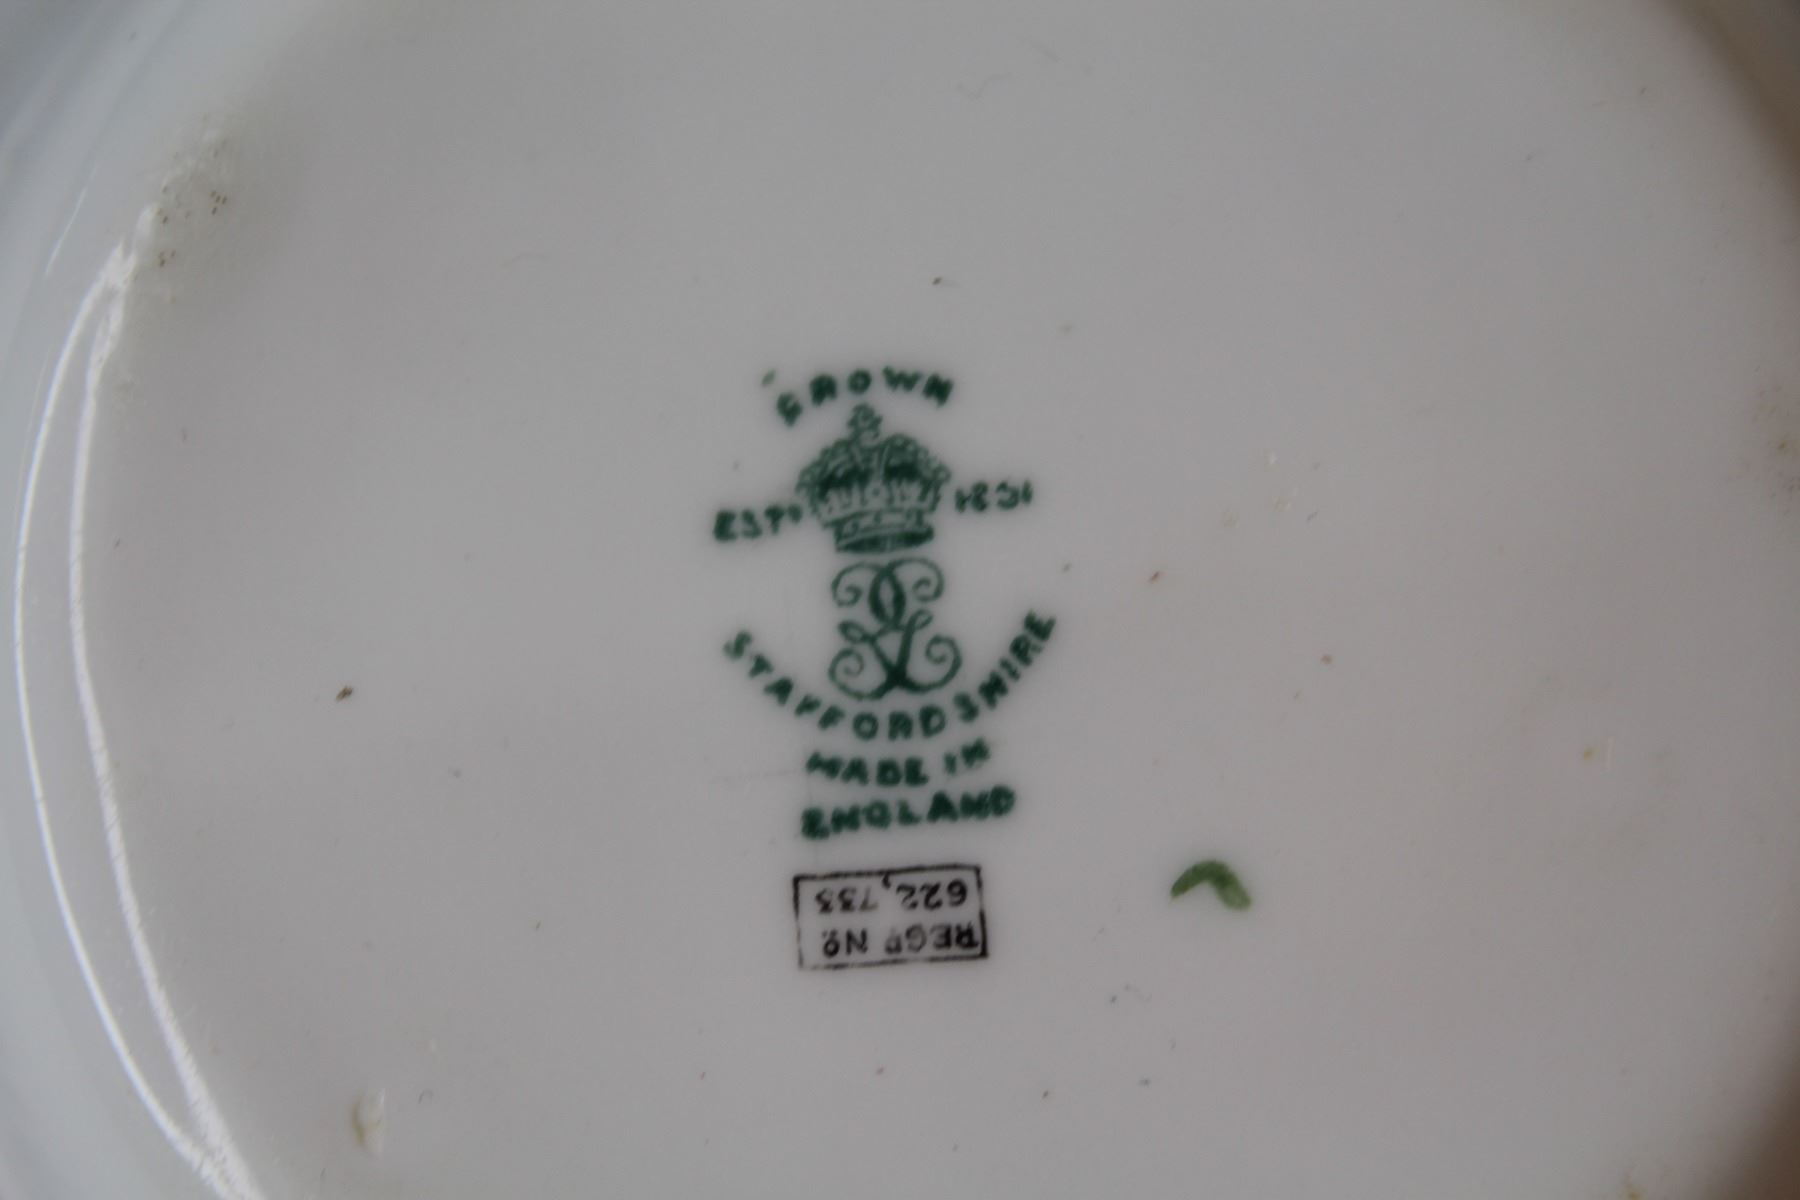 CROWN
ESTD 1801
STAFFORDSHIRE
MADE IN
ENGLAND
REGD No.
622,733